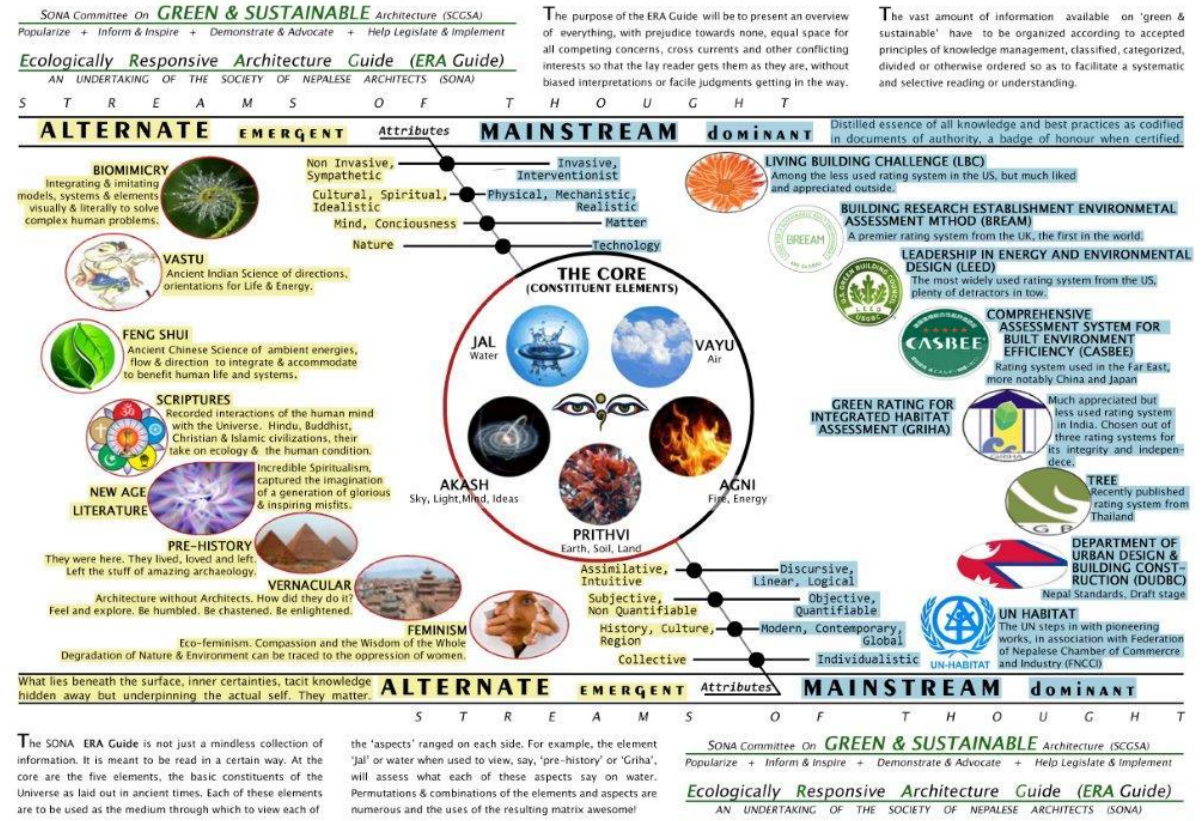 SONA Committee On GREEN & SUSTAINABLE Architecture (SCGSA)
Popularize + Inform & Inspire + Demonstrate & Advocate + Help Legislate & Implement
Ecologically Responsive Architecture Guide (ERA Guide)
AN UNDERTAKING OF THE SOCIETY OF NEPALESE ARCHITECTS (SONA)
The purpose of the ERA Guide will be to present an overview
of everything, with prejudice towards none, equal space for
all competing concerns, cross currents and other conflicting
interests so that the lay reader gets them as they are, without
biased interpretations or facile judgments getting in the way.
The vast amount of information available on 'green &
sustainable' have to be organized according to accepted
principles of knowledge management, classified, categorized,
divided or otherwise ordered so as to facilitate a systematic
and selective reading or understanding.
S T R E A M S O F T H O U G H T
ALTERNATE EMERGENT Attributes MAINSTREAM dominant
Distilled essence of all knowledge and best practices as codified
in documents of authority, a badge of honour when certified.
BIOMIMICRY
Integrating & imitating
models, systems & elements
visually & literally to solve
complex human problems.
VASTU
Ancient Indian Science of directions,
orientations for Life & Energy.
FENG SHUI
Ancient Chinese Science of ambient energies,
flow & direction to integrate & accommodate
to benefit human life and systems.
SCRIPTURES
Recorded interactions of the human mind
with the Universe. Hindu, Buddhist,
Christian & Islamic civilizations, their
take on ecology & the human condition.
NEW AGE
LITERATURE
Incredible Spiritualism,
captured the imagination
of a generation of glorious
& inspiring misfits.
PRE-HISTORY
They were here. They lived, loved and left.
Left the stuff of amazing archaeology.
VERNACULAR
Architecture without Architects. How did they do it?
Feel and explore. Be humbled. Be chastened. Be enlightened.
FEMINISM
Eco-feminism. Compassion and the Wisdom of the Whole
Degradation of Nature & Environment can be traced to the oppression of women.
Non Invasive,
Sympathetic
Invasive,
Interventionist
Cultural, Spiritual,
Idealistic
Physical, Mechanistic,
Realistic
Mind, Conciousness
Matter
Nature
Technology
THE CORE
(CONSTITUENT ELEMENTS)
JAL
Water
VAYU
Air
AKASH
Sky, Light,Mind, Ideas
AGNI
Fire, Energy
PRITHVI
Earth, Soil, Land
Assimilative,
Intuitive
Discursive,
Linear, Logical
Subjective,
Non Quantifiable
Objective,
Quantifiable
History, Culture,
Region
Modern, Contemporary,
Global
Collective
Individualistic
LIVING BUILDING CHALLENGE (LBC)
Among the less used rating system in the US, but much liked
and appreciated outside.
BUILDING RESEARCH ESTABLISHMENT ENVIRONMETAL
ASSESSMENT MTHOD (BREAM)
A premier rating system from the UK, the first in the world.
BREEAM
LEADERSHIP IN ENERGY AND ENVIRONMENTAL
DESIGN (LEED)
The most widely used rating system from the US,
plenty of detractors in tow.
U.S. GREEN BUILDING COUNCIL
LEED
USGBC
COMPREHENSIVE
ASSESSMENT SYSTEM FOR
BUILT ENVIRONMENT
EFFICIENCY (CASBEE)
Rating system used in the Far East,
more notably China and Japan
CASBEE
GREEN RATING FOR
INTEGRATED HABITAT
ASSESSMENT (GRIHA)
Much appreciated but
less used rating system
in India. Chosen out of
three rating systems for
its integrity and indepen-
dece.
GRIHA
TREE
Recently published
rating system from
Thailand
G B
DEPARTMENT OF
URBAN DESIGN &
BUILDING CONST-
RUCTION (DUDBC)
Nepal Standards, Draft stage
UN HABITAT
The UN steps in with pioneering
works, in association with Federation
of Nepalese Chamber of Commercre
and Industry (FNCCI)
UN-HABITAT
What lies beneath the surface, inner certainties, tacit knowledge
hidden away but underpinning the actual self. They matter.
ALTERNATE EMERGENT Attributes MAINSTREAM dominant
S T R E A M S O F T H O U G H T
The SONA ERA Guide is not just a mindless collection of
information. It is meant to be read in a certain way. At the
core are the five elements, the basic constituents of the
Universe as laid out in ancient times. Each of these elements
are to be used as the medium through which to view each of
the 'aspects' ranged on each side. For example, the element
'Jal' or water when used to view, say, 'pre-history' or 'Griha',
will assess what each of these aspects say on water.
Permutations & combinations of the elements and aspects are
numerous and the uses of the resulting matrix awesome!
SONA Committee On GREEN & SUSTAINABLE Architecture (SCGSA)
Popularize + Inform & Inspire + Demonstrate & Advocate + Help Legislate & Implement
Ecologically Responsive Architecture Guide (ERA Guide)
AN UNDERTAKING OF THE SOCIETY OF NEPALESE ARCHITECTS (SONA)